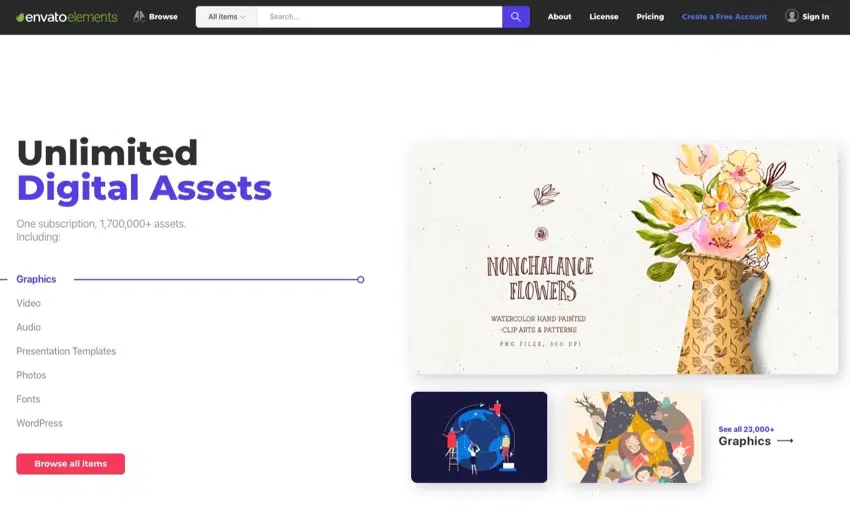 envatoelements
Browse
All items
Search...
About
License
Pricing
Create a Free Account
Sign In
Unlimited
Digital Assets
One subscription, 1,700,000+ assets.
Including:
Graphics
Video
Audio
Presentation Templates
Photos
Fonts
WordPress
Browse all items
NONCHALANCE
FLOWERS
WATERCOLOR HAND PAINTED
·CLIP ARTS & PATTERNS
PNG FILES, 300 DPI
See all 23,000+
Graphics